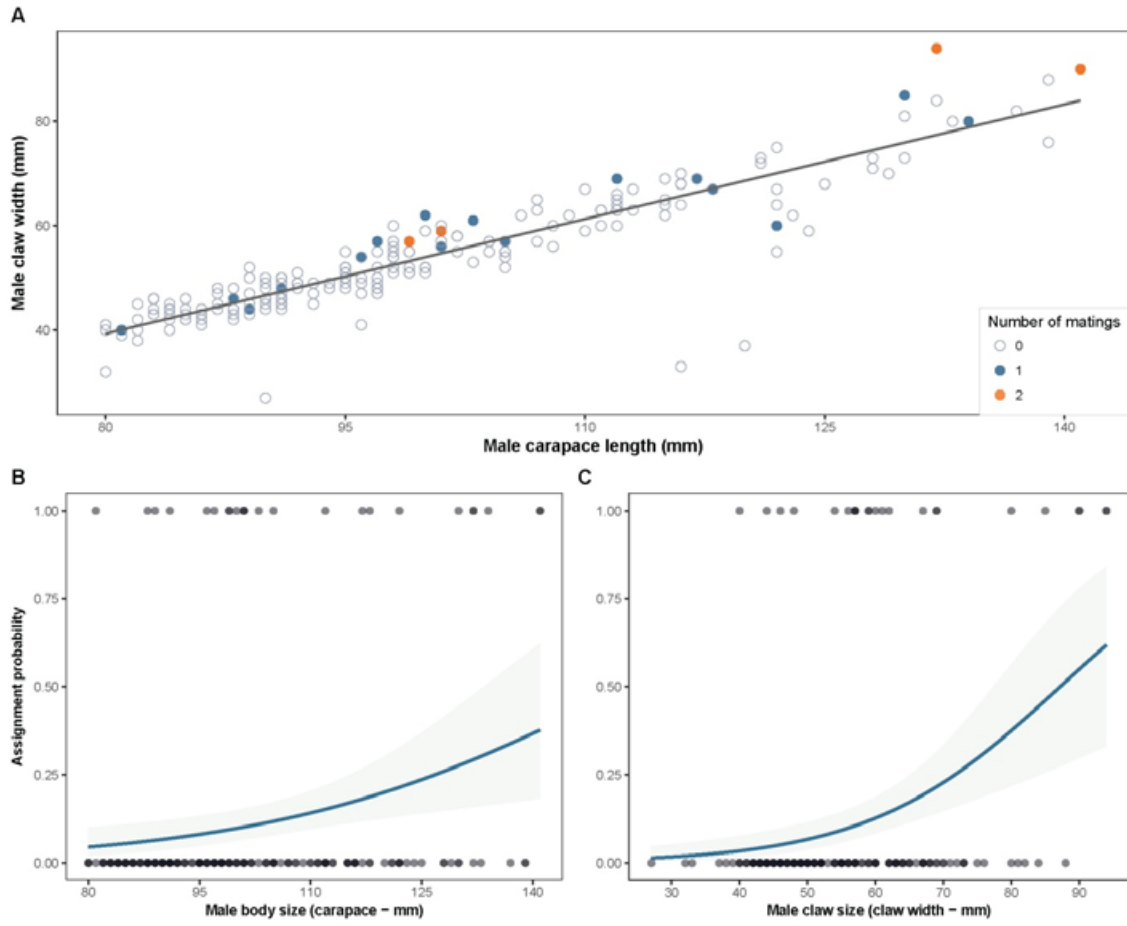 A
Male claw width (mm)
80
60
40
Number of matings
0
1
2
80 95 110 125 140
Male carapace length (mm)
B
C
Assignment probability
1.00
0.75
0.50
0.25
0.00
80 95 110 125 140
Male body size (carapace − mm)
1.00
0.75
0.50
0.25
0.00
30 40 50 60 70 80 90
Male claw size (claw width − mm)